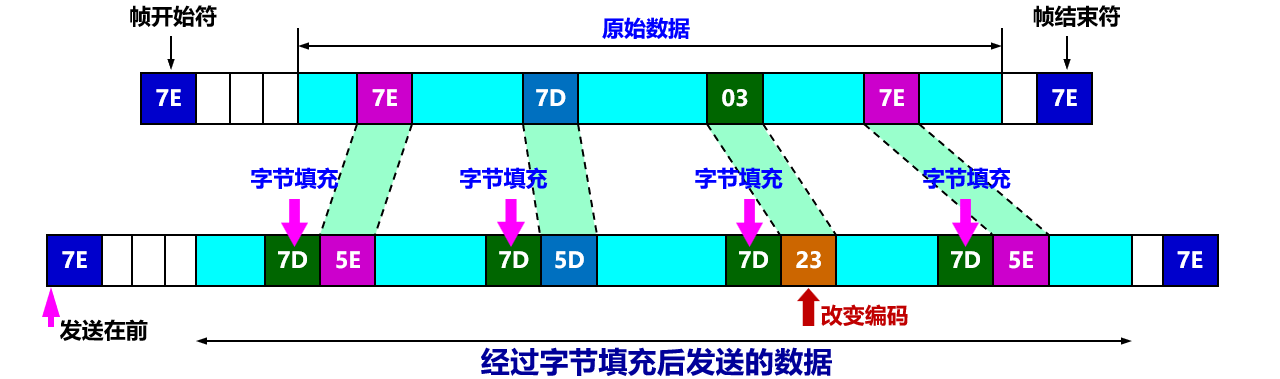 帧开始符
原始数据
帧结束符
7E 7E 7D 03 7E 7E
字节填充 字节填充 字节填充 字节填充
7E 7D 5E 7D 5D 7D 23 7D 5E 7E
发送在前
改变编码
经过字节填充后发送的数据